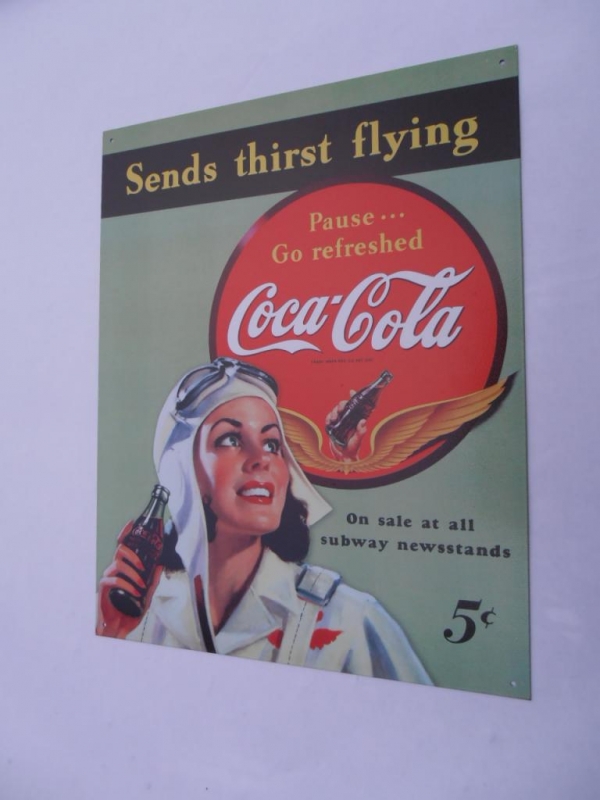 Sends thirst flying
Pause...
Go refreshed
Coca-Cola
On sale at all
subway newsstands
5¢